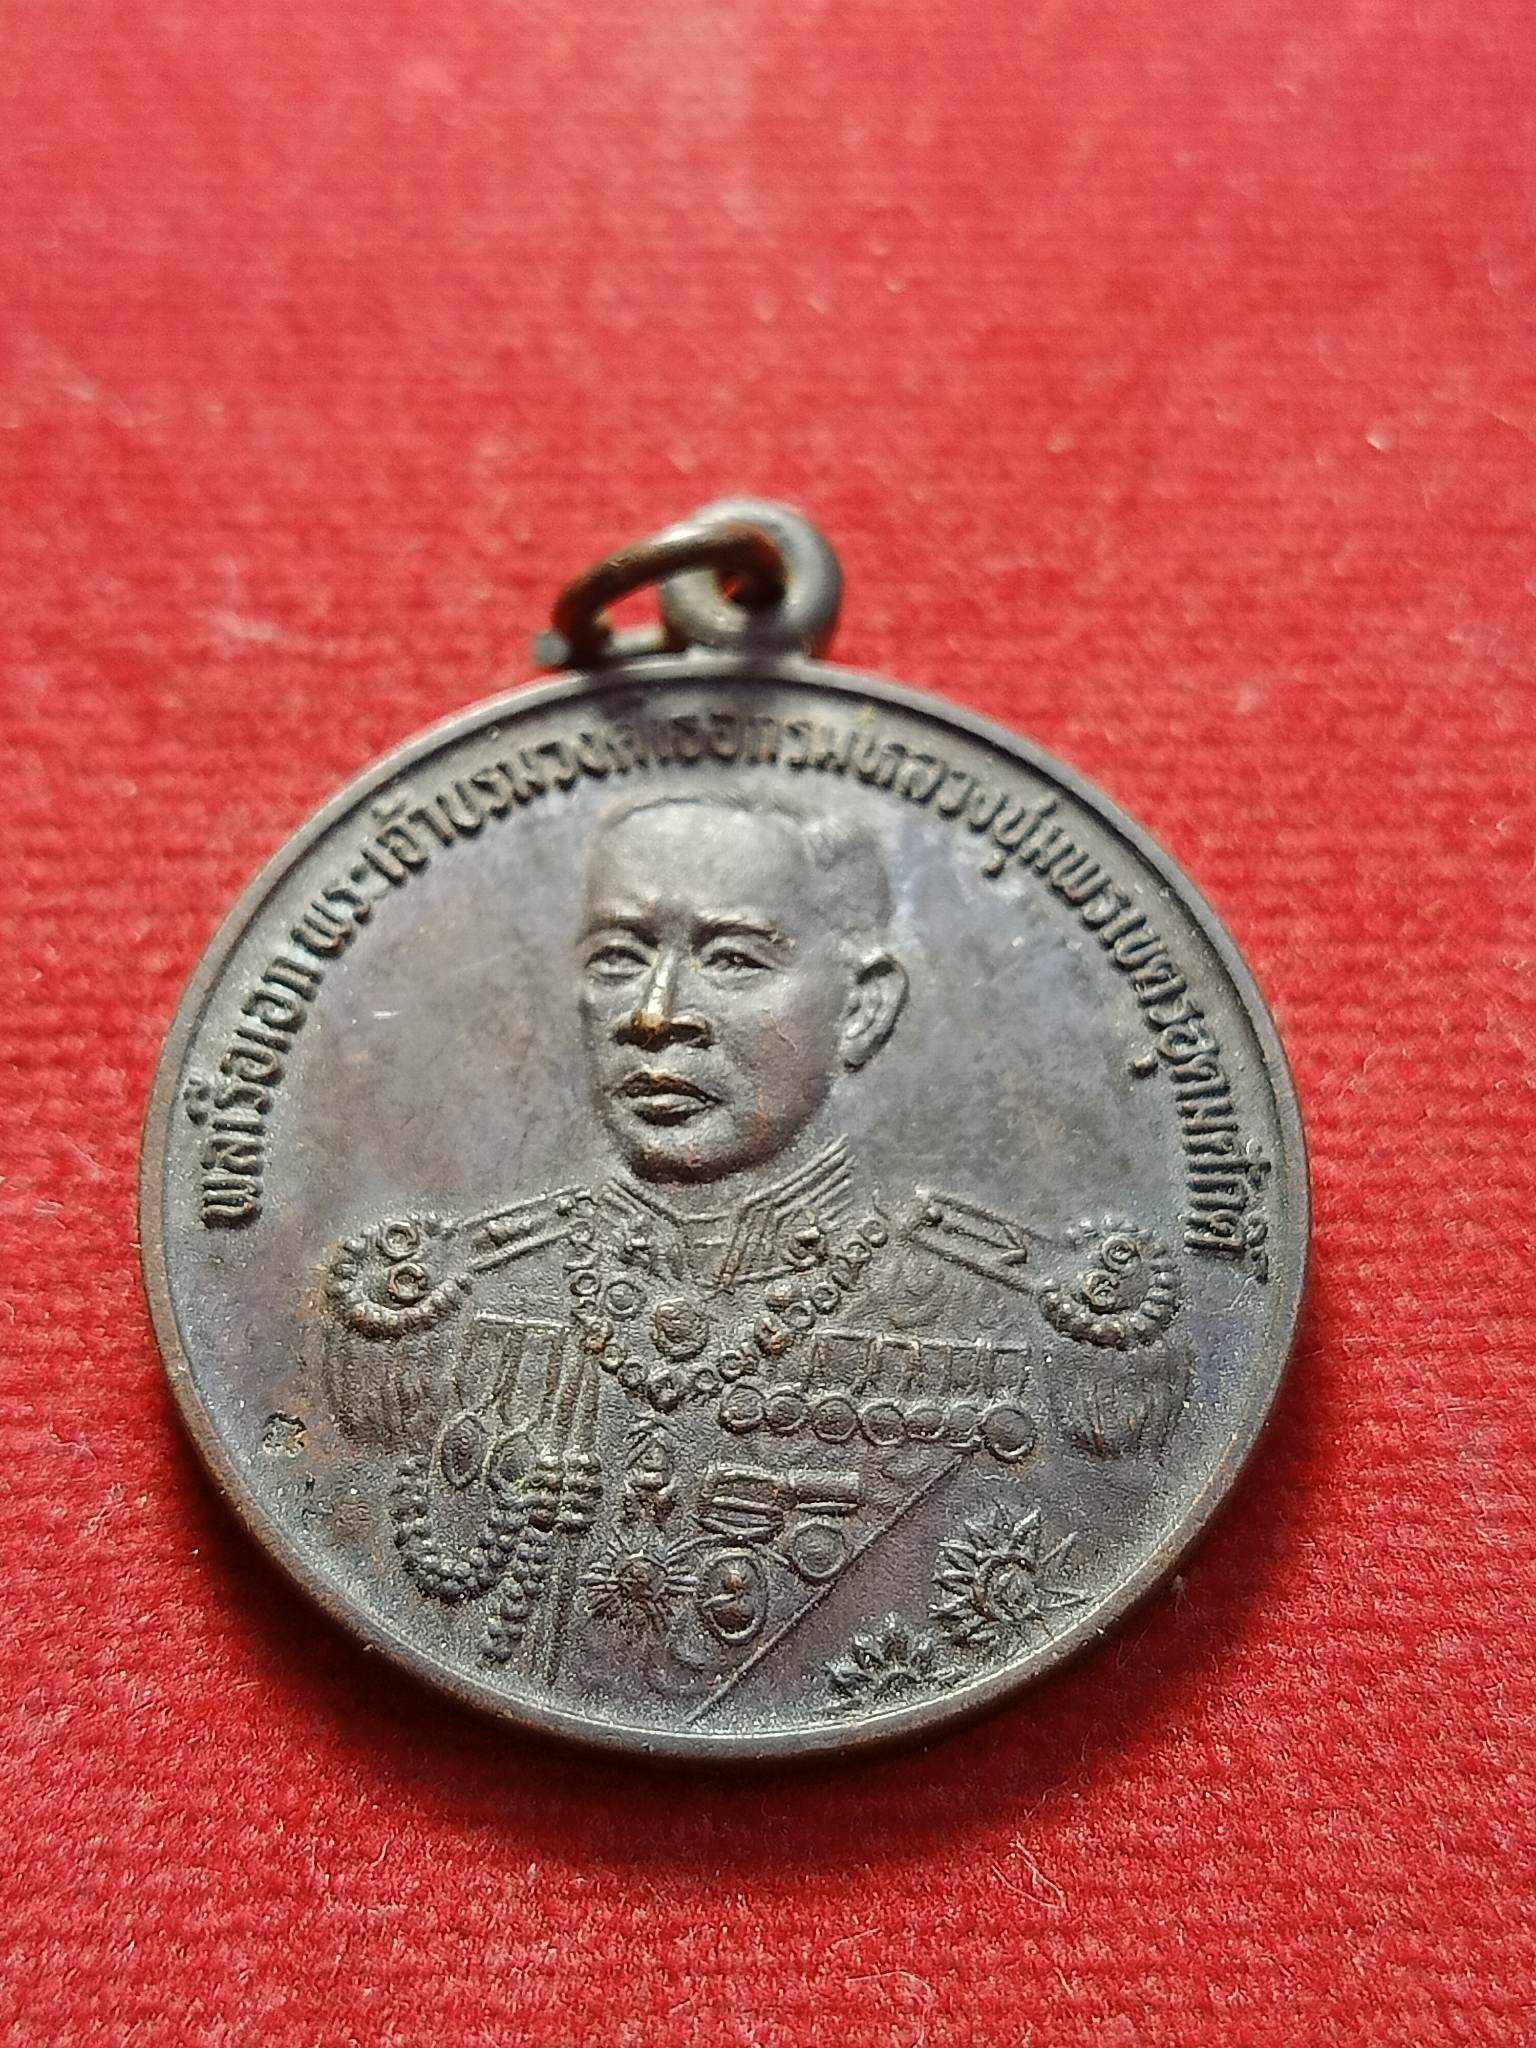 พลเรือเอก พระเจ้าบรมวงศ์เธอกรมหลวงชุมพรเขตรอุดมศักดิ์